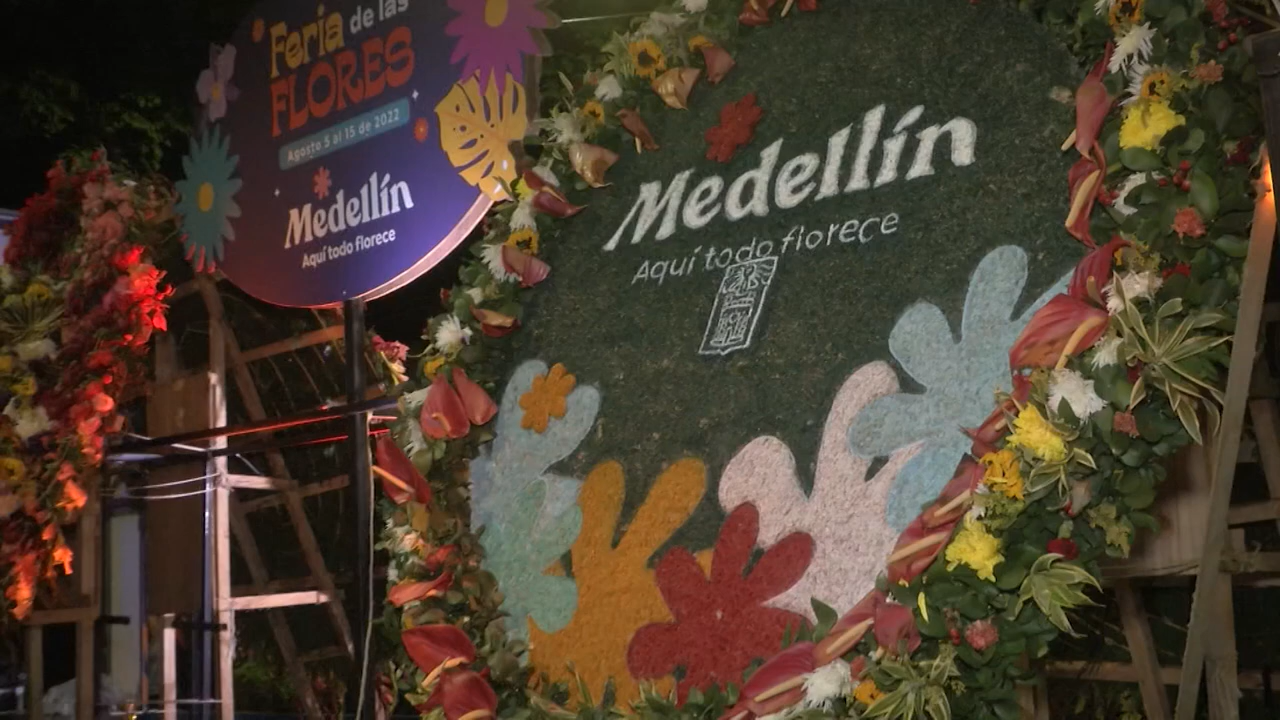 Feria de las
FLORES
Agosto 5 al 15 de 2022
Medellín
Aquí todo florece
Medellín
Aquí todo florece